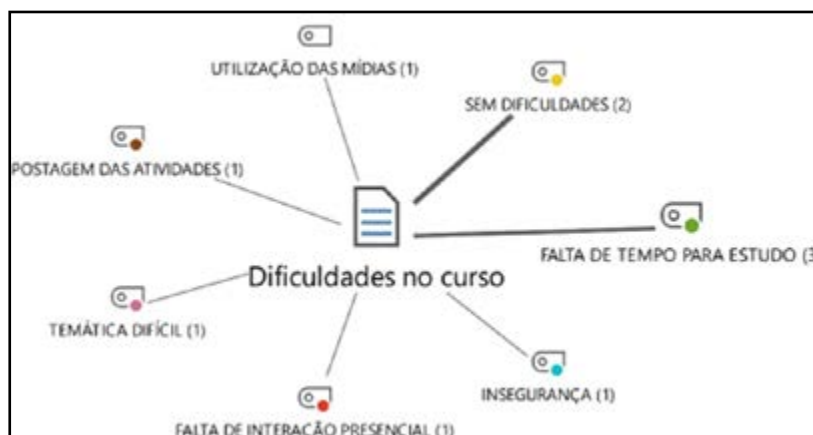 UTILIZAÇÃO DAS MÍDIAS (1)
SEM DIFICULDADES (2)
POSTAGEM DAS ATIVIDADES (1)
FALTA DE TEMPO PARA ESTUDO (3
Dificuldades no curso
TEMÁTICA DIFÍCIL (1)
INSEGURANÇA (1)
FALTA DE INTERAÇÃO PRESENCIAL (1)